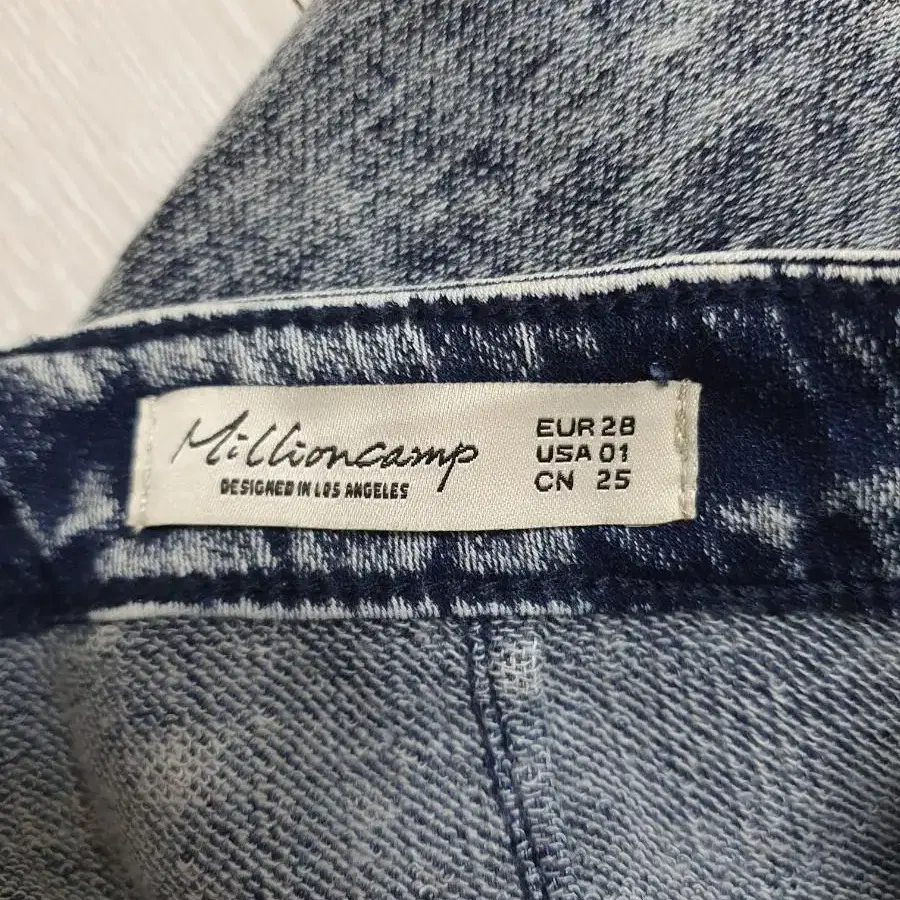 Millioncamp
DESIGNED IN LOS ANGELES
EUR 28
USA 01
CN 25